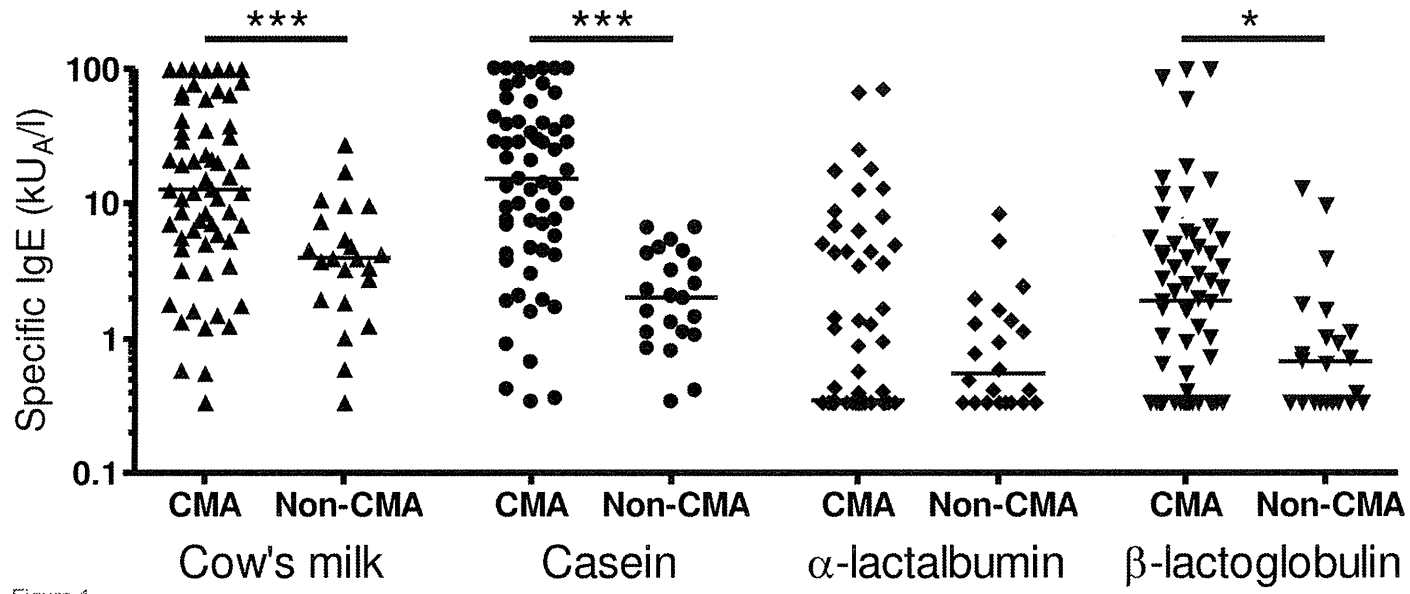 *** *** *
Specific IgE (kUA/l)
100
10
1
0.1
CMA Non-CMA CMA Non-CMA CMA Non-CMA CMA Non-CMA
Cow's milk Casein α-lactalbumin β-lactoglobulin